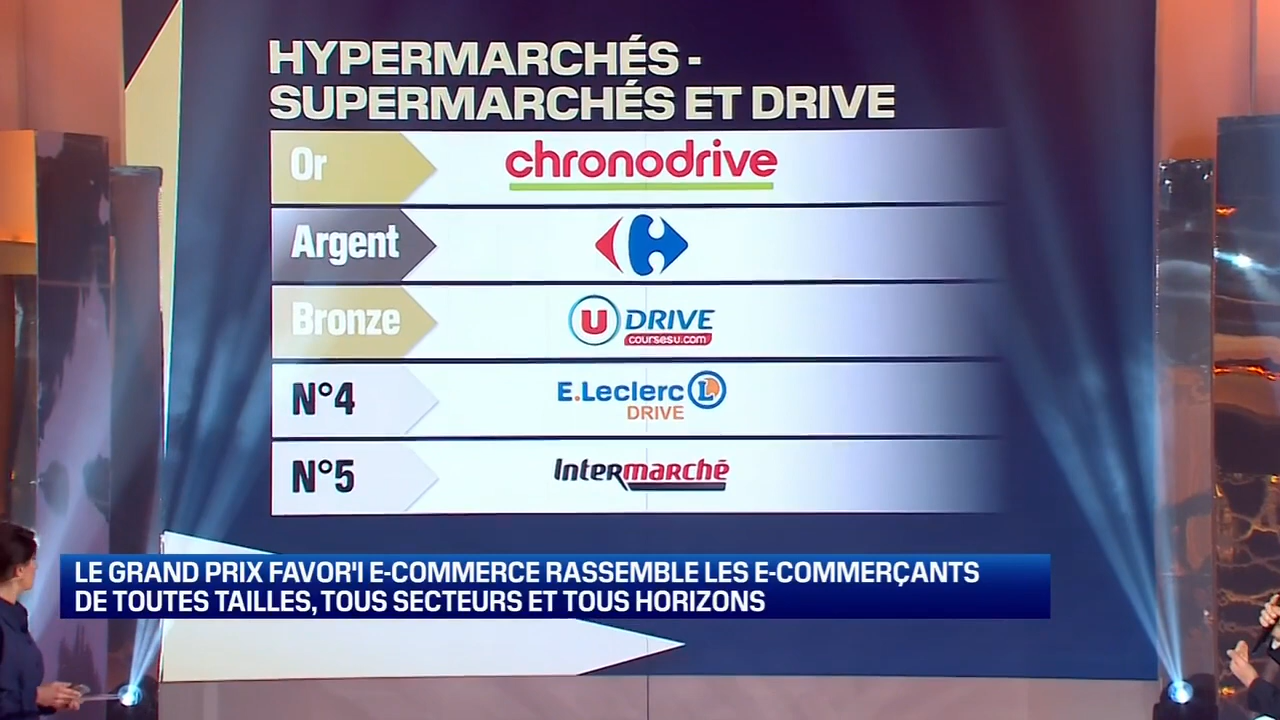 HYPERMARCHÉS -
SUPERMARCHÉS ET DRIVE
Or
chronodrive
Argent
Bronze
U DRIVE
coursesu.com
N°4
E.Leclerc L
DRIVE
N°5
Intermarché
LE GRAND PRIX FAVOR'I E-COMMERCE RASSEMBLE LES E-COMMERÇANTS
DE TOUTES TAILLES, TOUS SECTEURS ET TOUS HORIZONS